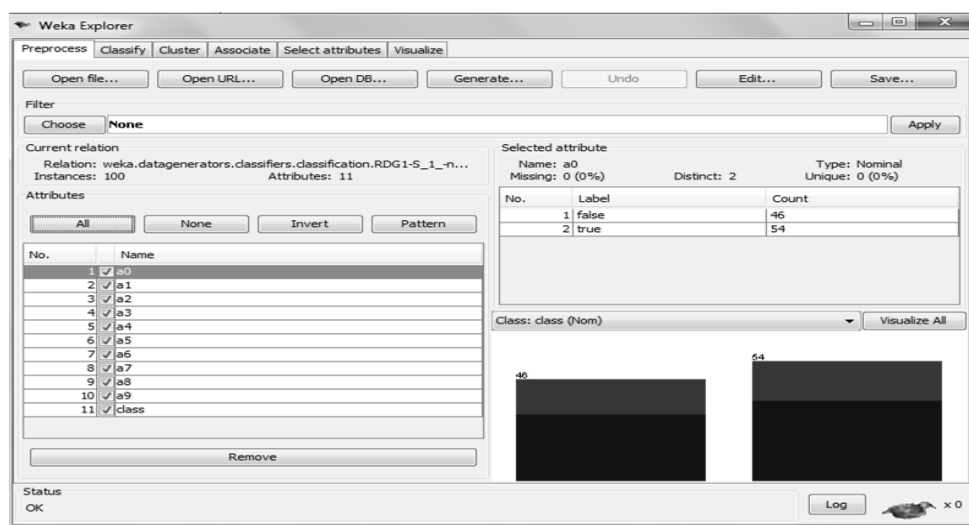 Weka Explorer
Preprocess Classify Cluster Associate Select attributes Visualize
Open file... Open URL... Open DB... Generate... Undo Edit... Save...
Filter
Choose None Apply
Current relation
Relation: weka.datagenerators.classifiers.classification.RDG1-S_1_-n...
Instances: 100 Attributes: 11
Attributes
All None Invert Pattern
No. Name
1 a0
2 a1
3 a2
4 a3
5 a4
6 a5
7 a6
8 a7
9 a8
10 a9
11 class
Remove
Selected attribute
Name: a0 Type: Nominal
Missing: 0 (0%) Distinct: 2 Unique: 0 (0%)
No. Label Count
1 false 46
2 true 54
Class: class (Nom) Visualize All
46
54
Status
OK
Log x 0